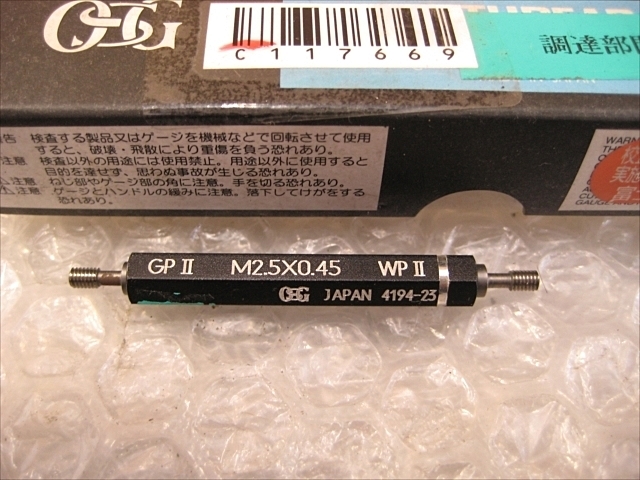 OSG
C117669
調達部
告 検査する製品又はゲージを機械などで回転させて使用
すると、破壊・飛散により重傷を負う恐れあり。
注意 検査以外の用途には使用禁止。用途以外に使用すると
目的を達せず、思わぬ事故が生じる恐れあり。
注意 ねじ部やゲージ部の角に注意。手を切る恐れあり。
注意 ゲージとハンドルの緩みに注意。落下してけがをする
恐れあり。
WARN
GP II M2.5X0.45 WP II
OSG JAPAN 4194-23